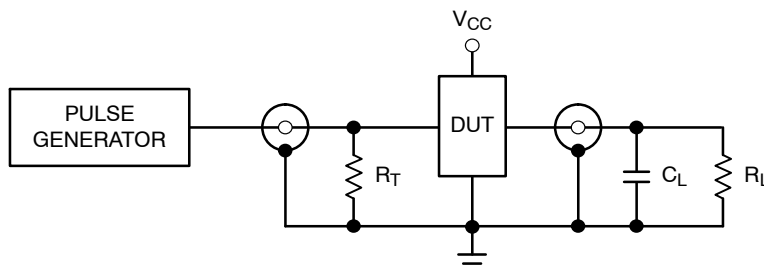 VCC
PULSE
GENERATOR
DUT
RT
CL
RL